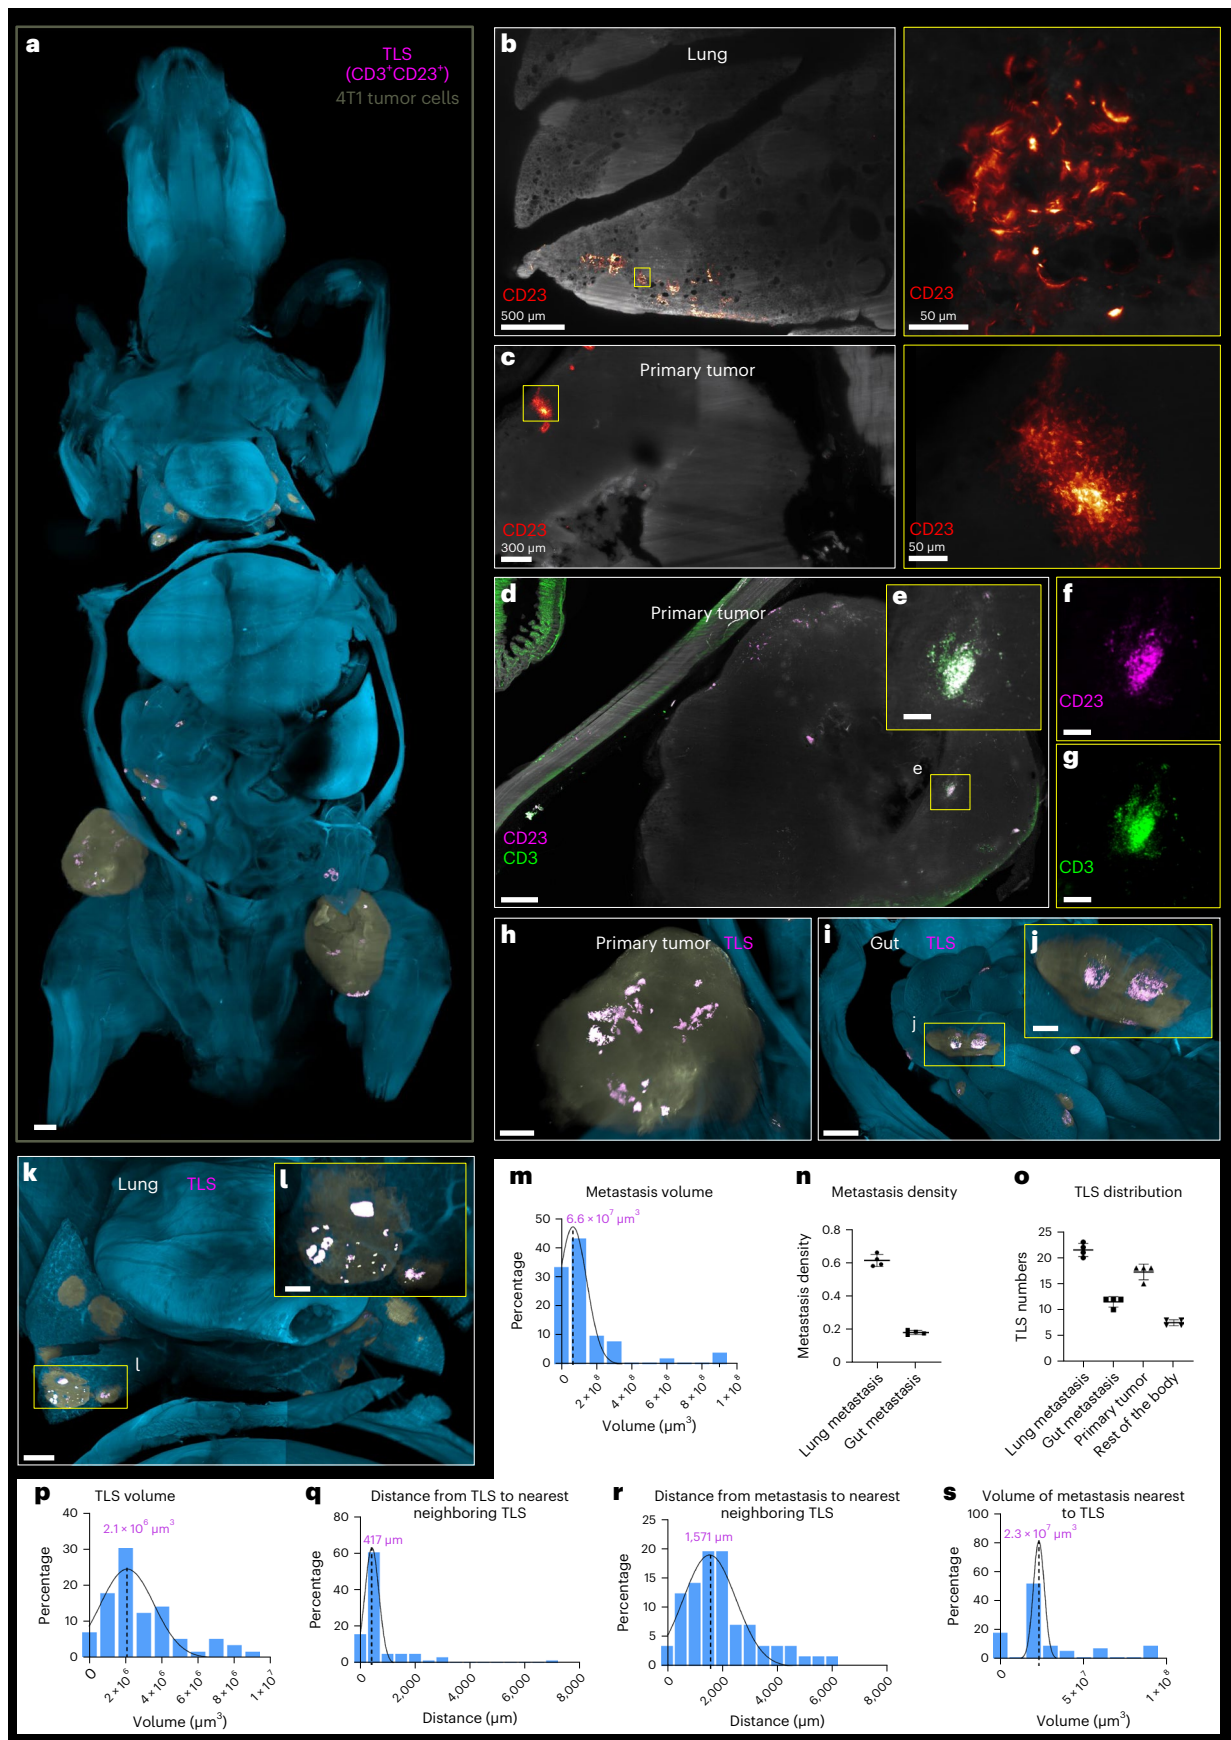 a
TLS
(CD3⁺CD23⁺)
4T1 tumor cells
b
Lung
CD23
500 µm
CD23
50 µm
c
Primary tumor
CD23
300 µm
CD23
50 µm
d
Primary tumor
e
CD23
CD3
e
f
CD23
g
CD3
h
Primary tumor TLS
i
Gut TLS
j
j
k
Lung TLS
l
l
m
Metastasis volume
6.6 × 10⁷ µm³
Percentage
50
40
30
20
10
0
0
2 × 10⁸
4 × 10⁸
6 × 10⁸
8 × 10⁸
1 × 10⁸
Volume (µm³)
n
Metastasis density
Metastasis density
0.8
0.6
0.4
0.2
0
Lung metastasis
Gut metastasis
o
TLS distribution
TLS numbers
25
20
15
10
5
0
Lung metastasis
Gut metastasis
Primary tumor
Rest of the body
p
TLS volume
2.1 × 10⁶ µm³
Percentage
40
30
20
10
0
0
2 × 10⁶
4 × 10⁶
6 × 10⁶
8 × 10⁶
1 × 10⁷
Volume (µm³)
q
Distance from TLS to nearest
neighboring TLS
417 µm
Percentage
80
60
40
20
0
0
2,000
4,000
6,000
8,000
Distance (µm)
r
Distance from metastasis to nearest
neighboring TLS
1,571 µm
Percentage
25
20
15
10
5
0
0
2,000
4,000
6,000
8,000
Distance (µm)
s
Volume of metastasis nearest
to TLS
2.3 × 10⁷ µm³
Percentage
100
80
60
40
20
0
0
5 × 10⁷
1 × 10⁸
Volume (µm³)